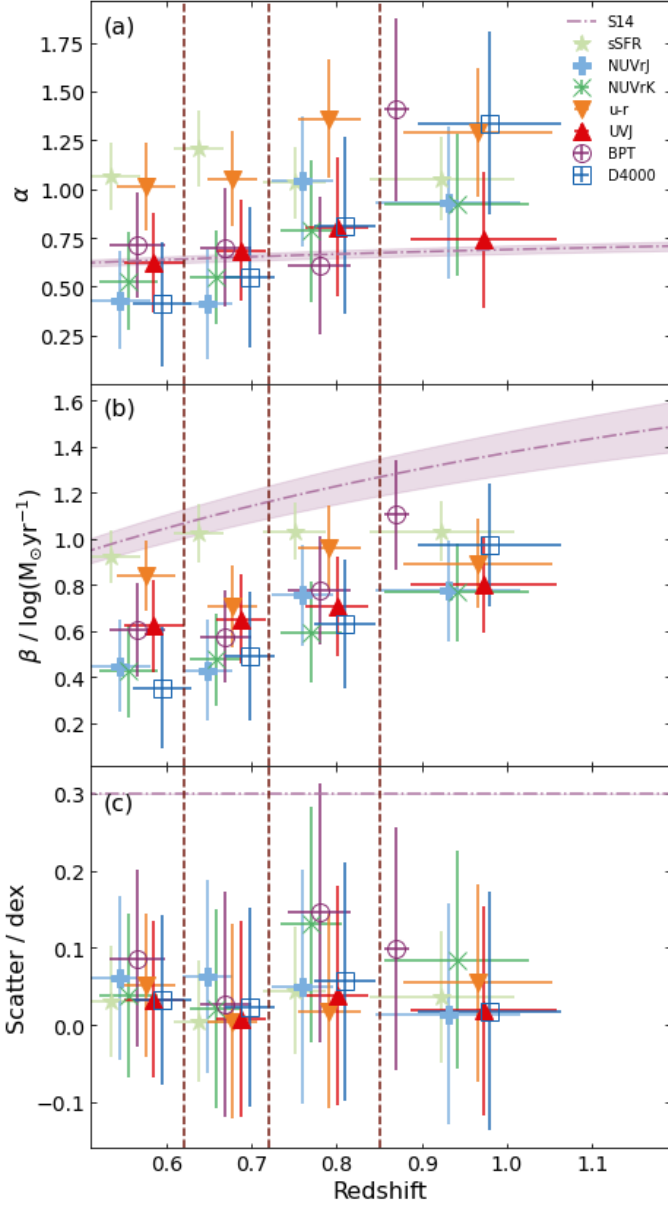 (a)
S14
sSFR
NUVrJ
NUVrK
u-r
UVJ
BPT
D4000
1.75
1.50
1.25
1.00
0.75
0.50
0.25
α
(b)
1.6
1.4
1.2
1.0
0.8
0.6
0.4
0.2
β / log(M⊙yr⁻¹)
(c)
0.3
0.2
0.1
0.0
−0.1
Scatter / dex
0.6 0.7 0.8 0.9 1.0 1.1
Redshift